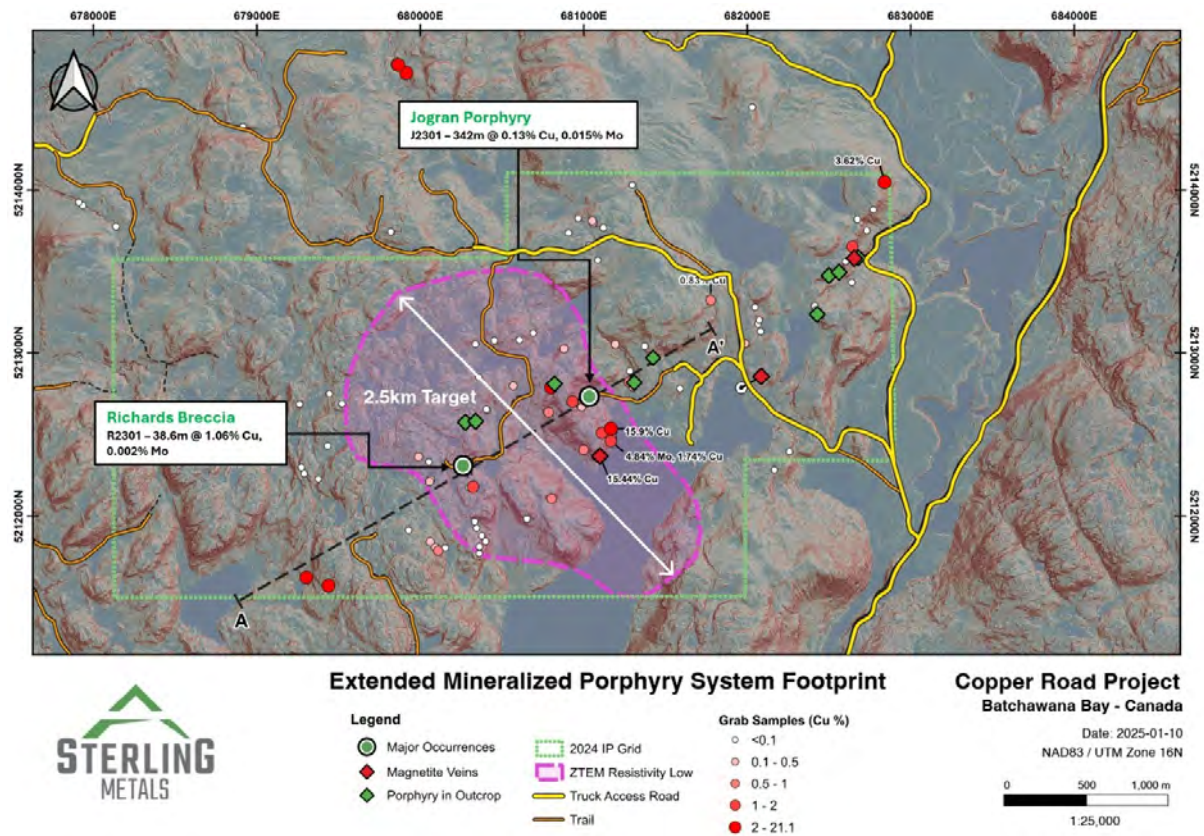 678000E 679000E 680000E 681000E 682000E 683000E 684000E
Jogran Porphyry
J2301 – 342m @ 0.13% Cu, 0.015% Mo
3.62% Cu
5214000N
5214000N
0.83% Cu
5213000N
5213000N
A'
2.5km Target
Richards Breccia
R2301 – 38.6m @ 1.06% Cu,
0.002% Mo
15.9% Cu
4.84% Mo, 1.74% Cu
15.44% Cu
5212000N
5212000N
A
Extended Mineralized Porphyry System Footprint
Copper Road Project
Batchawana Bay - Canada
Date: 2025-01-10
NAD83 / UTM Zone 16N
0 500 1,000 m
1:25,000
STERLING
METALS
Legend
Major Occurrences
Magnetite Veins
Porphyry in Outcrop
2024 IP Grid
ZTEM Resistivity Low
Truck Access Road
Trail
Grab Samples (Cu %)
<0.1
0.1 - 0.5
0.5 - 1
1 - 2
2 - 21.1